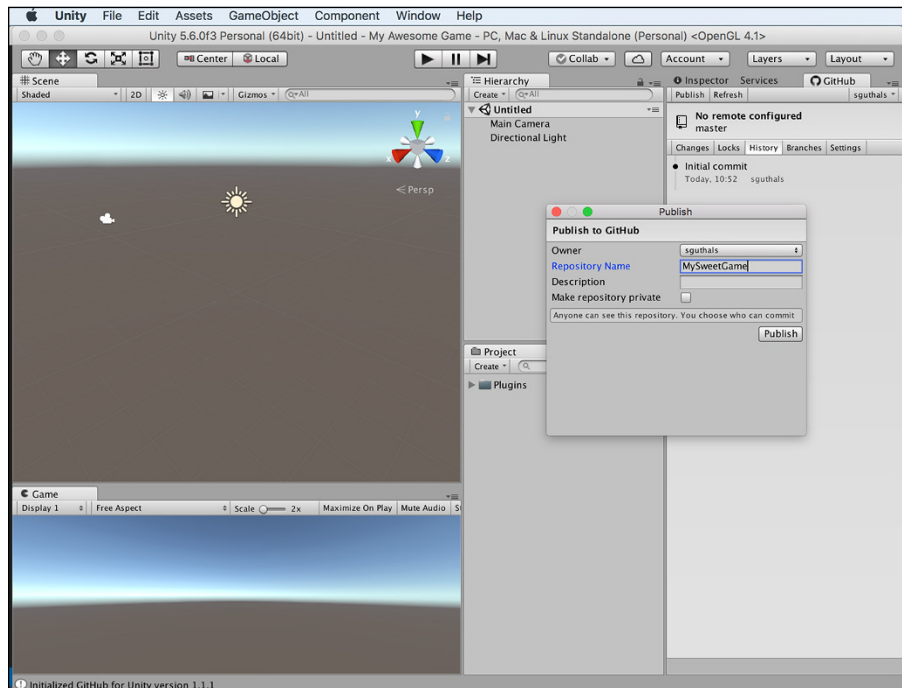 Unity File Edit Assets GameObject Component Window Help
Unity 5.6.0f3 Personal (64bit) - Untitled - My Awesome Game - PC, Mac & Linux Standalone (Personal) <OpenGL 4.1>
Center Local Collab Account Layers Layout
Scene
Shaded 2D Gizmos All
y
x z
Persp
Hierarchy
Create All
Untitled
Main Camera
Directional Light
Inspector Services GitHub
Publish Refresh sguthals
No remote configured
master
Changes Locks History Branches Settings
Initial commit
Today, 10:52 sguthals
Publish
Publish to GitHub
Owner sguthals
Repository Name MySweetGame
Description
Make repository private
Anyone can see this repository. You choose who can commit
Publish
Project
Create
Plugins
Game
Display 1 Free Aspect Scale 2x Maximize On Play Mute Audio
Initialized GitHub for Unity version 1.1.1